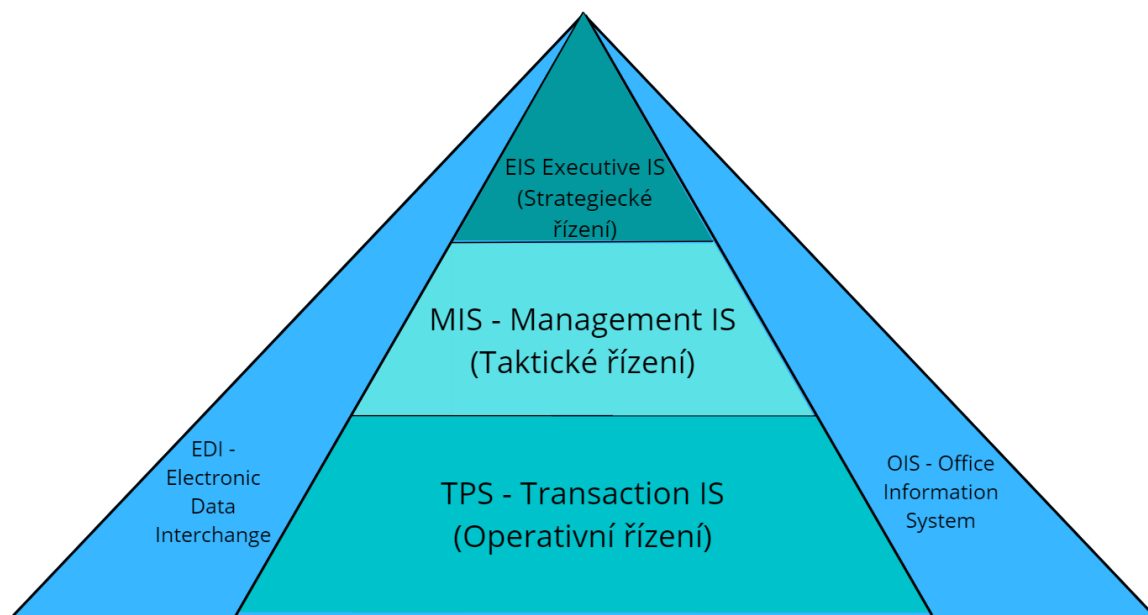 EIS Executive IS
(Strategiecké
řízení)
MIS - Management IS
(Taktické řízení)
EDI -
Electronic
Data
Interchange
TPS - Transaction IS
(Operativní řízení)
OIS - Office
Information
System